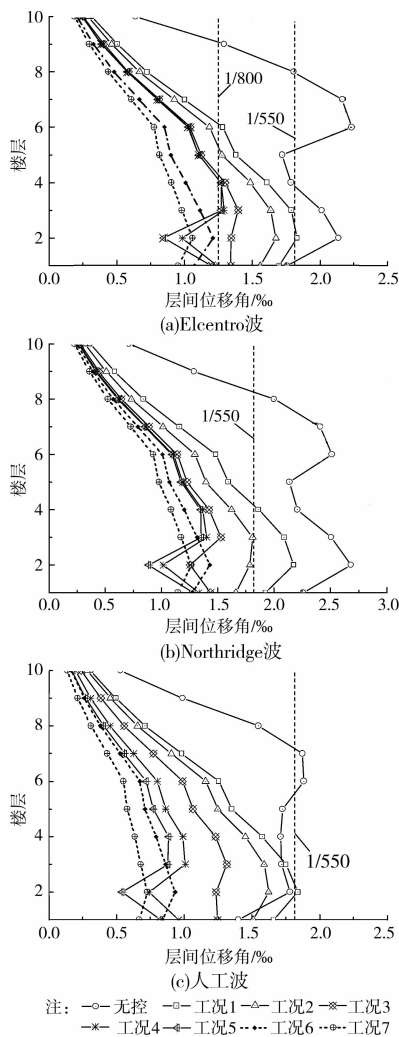 10
8
6
4
2
楼层
1/800
1/550
0.0 0.5 1.0 1.5 2.0 2.5
层间位移角/‰
(a)Elcentro波
10
8
6
4
2
楼层
1/550
0.0 0.5 1.0 1.5 2.0 2.5 3.0
层间位移角/‰
(b)Northridge波
10
8
6
4
2
楼层
1/550
0.0 0.5 1.0 1.5 2.0 2.5
层间位移角/‰
(c)人工波
注: 无控 工况1 工况2 工况3
工况4 工况5 工况6 工况7